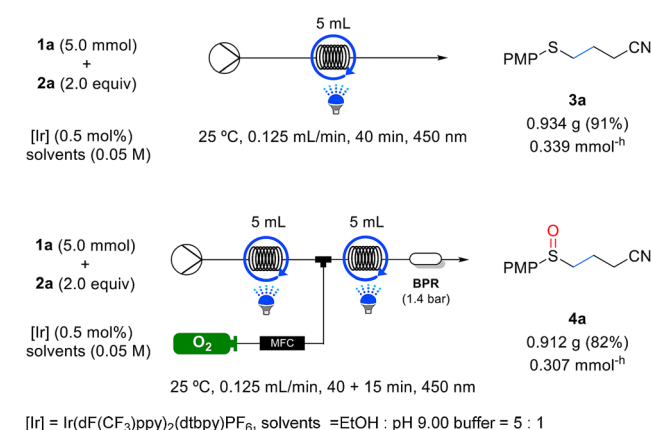 5 mL
1a (5.0 mmol)
+
2a (2.0 equiv)
[Ir] (0.5 mol%)
solvents (0.05 M)
25 ºC, 0.125 mL/min, 40 min, 450 nm
PMP S CN
3a
0.934 g (91%)
0.339 mmol-h
5 mL 5 mL
1a (5.0 mmol)
+
2a (2.0 equiv)
[Ir] (0.5 mol%)
solvents (0.05 M)
BPR
(1.4 bar)
O2 MFC
25 ºC, 0.125 mL/min, 40 + 15 min, 450 nm
O
PMP S CN
4a
0.912 g (82%)
0.307 mmol-h
[Ir] = Ir(dF(CF3)ppy)2(dtbpy)PF6, solvents =EtOH : pH 9.00 buffer = 5 : 1